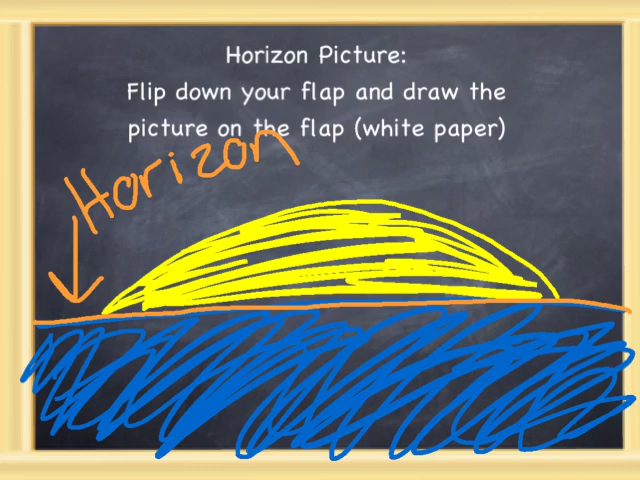 Horizon Picture:
Flip down your flap and draw the
picture on the flap (white paper)
Horizon